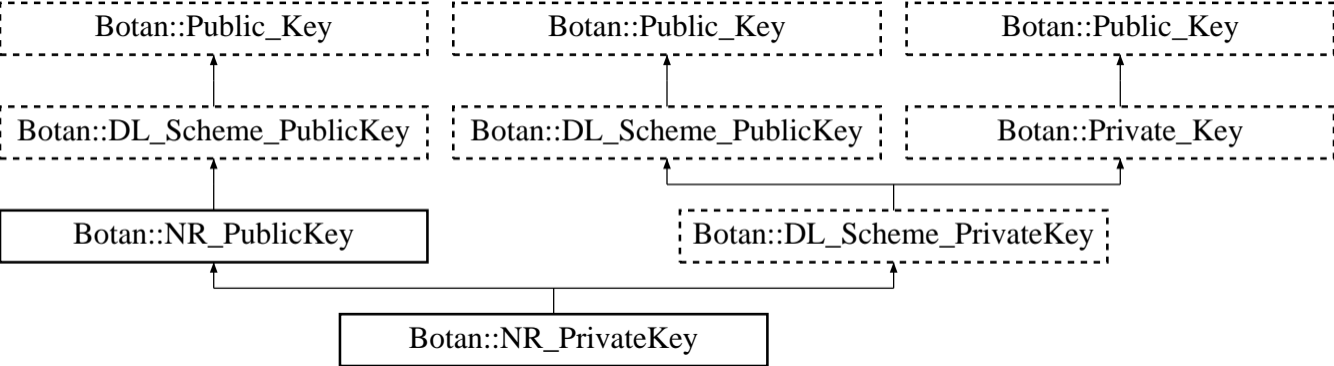 Botan::Public_Key
Botan::Public_Key
Botan::Public_Key
Botan::DL_Scheme_PublicKey
Botan::DL_Scheme_PublicKey
Botan::Private_Key
Botan::NR_PublicKey
Botan::DL_Scheme_PrivateKey
Botan::NR_PrivateKey